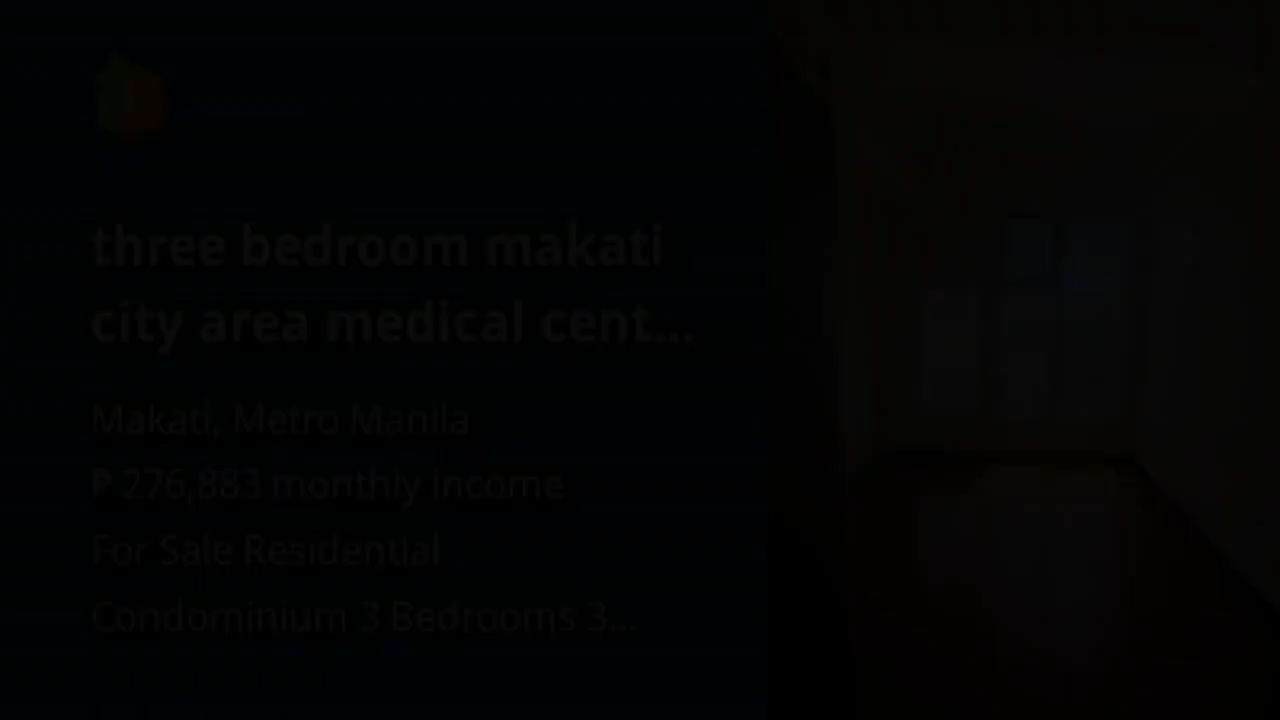 three bedroom makati
city area medical cent...
Makati, Metro Manila
₱ 276,883 monthly income
For Sale Residential
Condominium 3 Bedrooms 3...